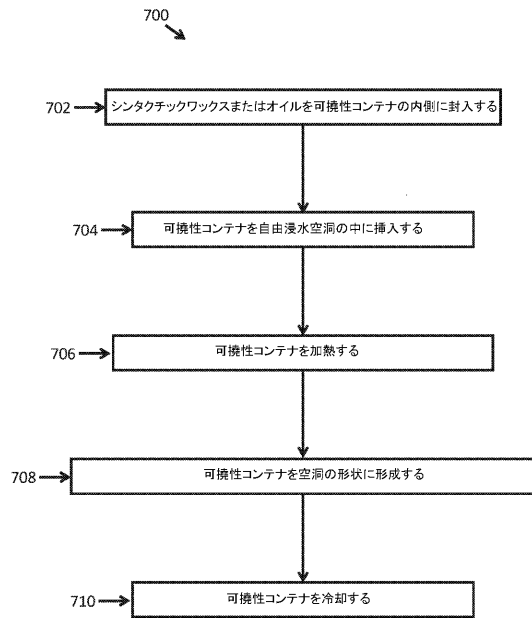 700
702
シンタクチックワックスまたはオイルを可撓性コンテナの内側に封入する
704
可撓性コンテナを自由浸水空洞の中に挿入する
706
可撓性コンテナを加熱する
708
可撓性コンテナを空洞の形状に形成する
710
可撓性コンテナを冷却する